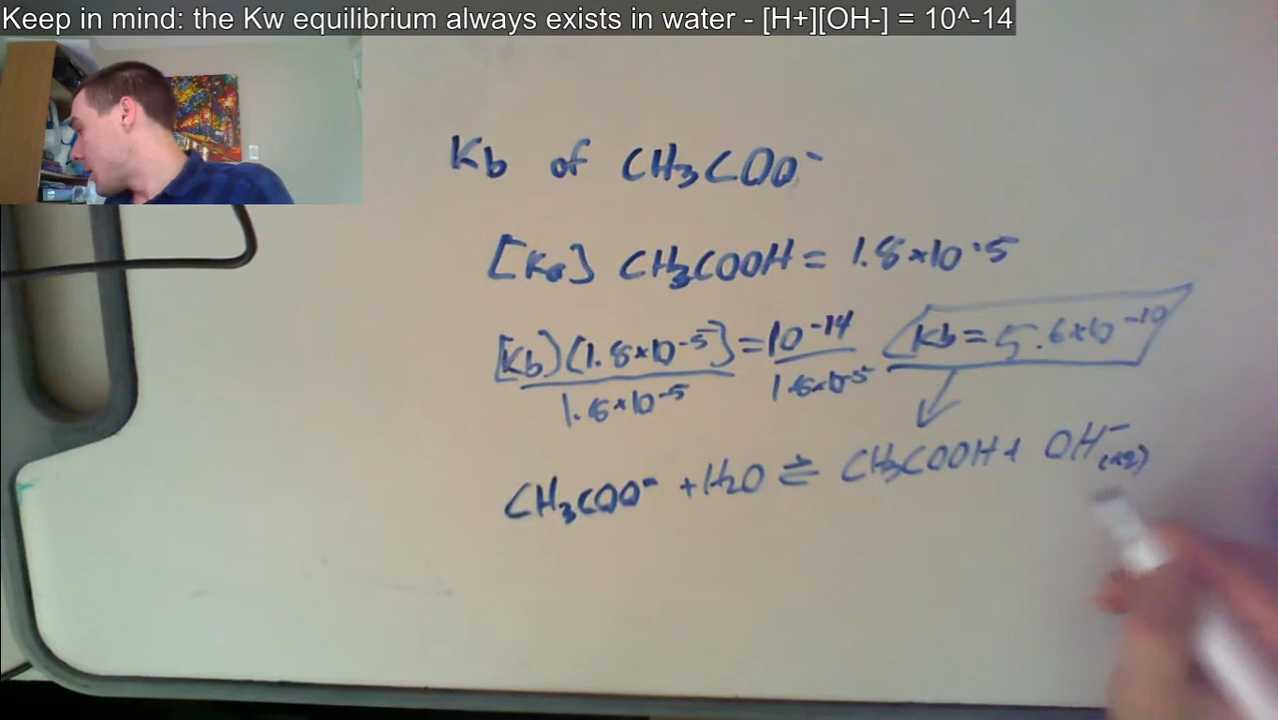 Keep in mind: the Kw equilibrium always exists in water - [H+][OH-] = 10^-14
Kb of CH₃COO⁻
[Ka] CH₃COOH = 1.8×10⁻⁵
[Kb)(1.8×10⁻⁵) = 10⁻¹⁴ Kb = 5.6×10⁻¹⁰
1.8×10⁻⁵ 1.8×10⁻⁵
CH₃COO⁻ + H₂O ⇌ CH₃COOH + OH⁻(aq)